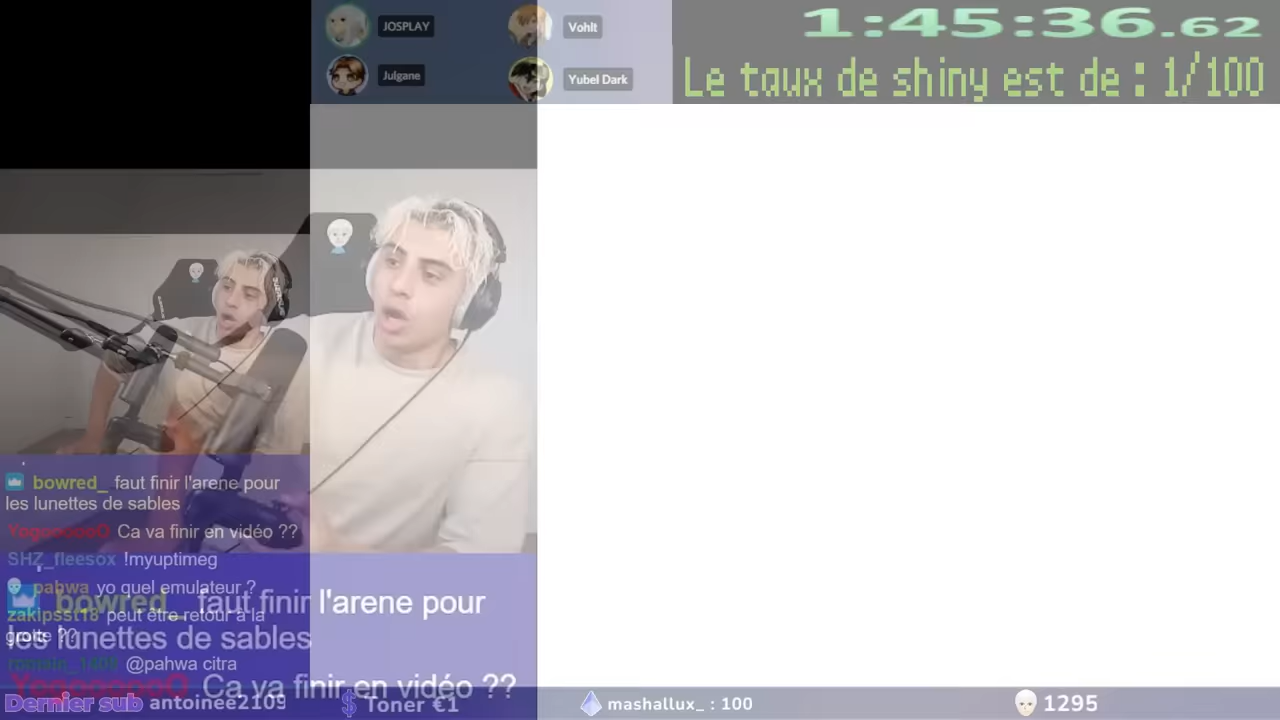 JOSPLAY
Vohlt
Julgane
Yubel Dark
1:45:36.62
Le taux de shiny est de : 1/100
bowred_ faut finir l'arene pour
les lunettes de sables
YogoooooO Ca va finir en vidéo ??
SHZ_fleesox !myuptimeg
pahwa yo quel emulateur ?
zakipsst18 peut être retour à la
grotte ??
@pahwa citra
bowred_ faut finir l'arene pour
les lunettes de sables
YogoooooO Ca va finir en vidéo ??
Dernier sub antoinee2109
Toner €1
mashallux_ : 100
1295